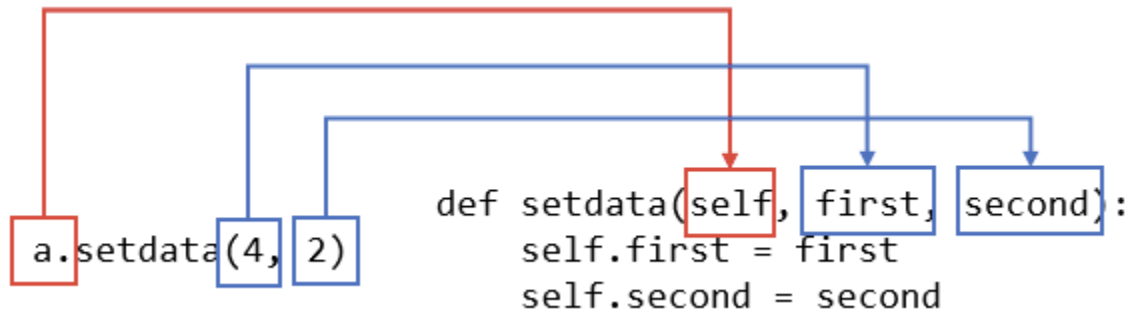 a.setdata(4, 2)
def setdata(self, first, second):
    self.first = first
    self.second = second